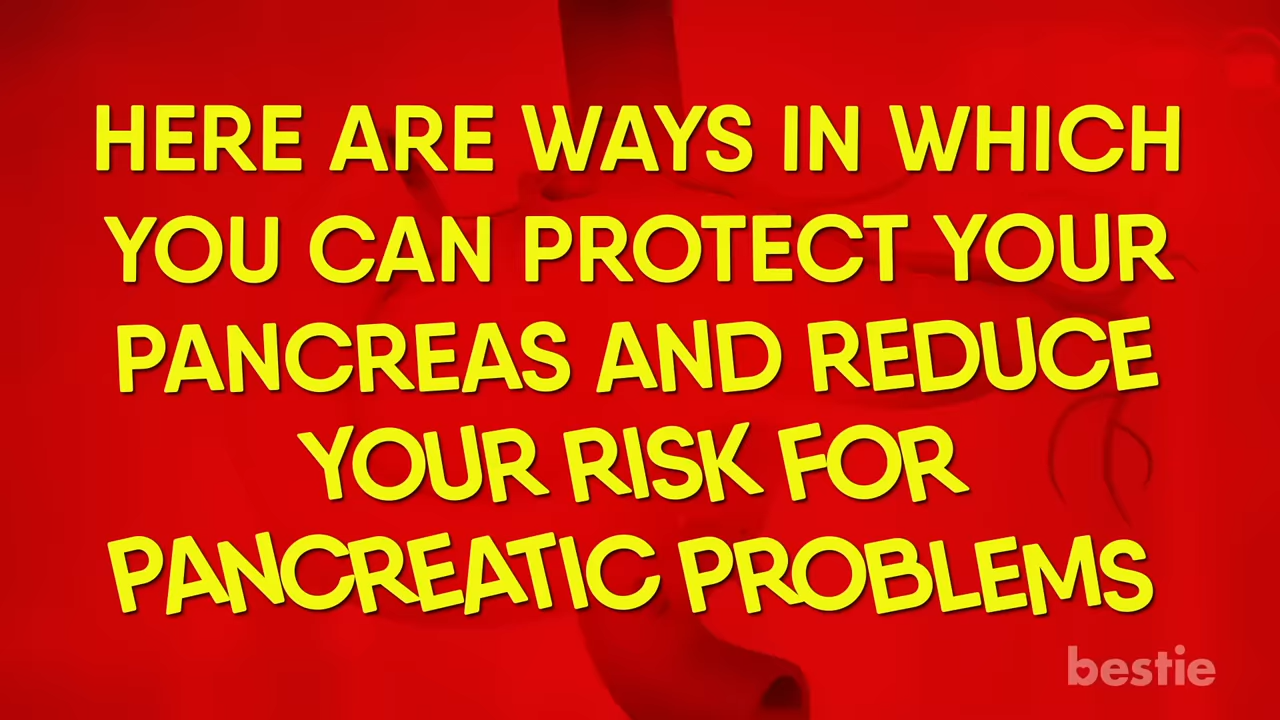 HERE ARE WAYS IN WHICH
YOU CAN PROTECT YOUR
PANCREAS AND REDUCE
YOUR RISK FOR
PANCREATIC PROBLEMS
bestie